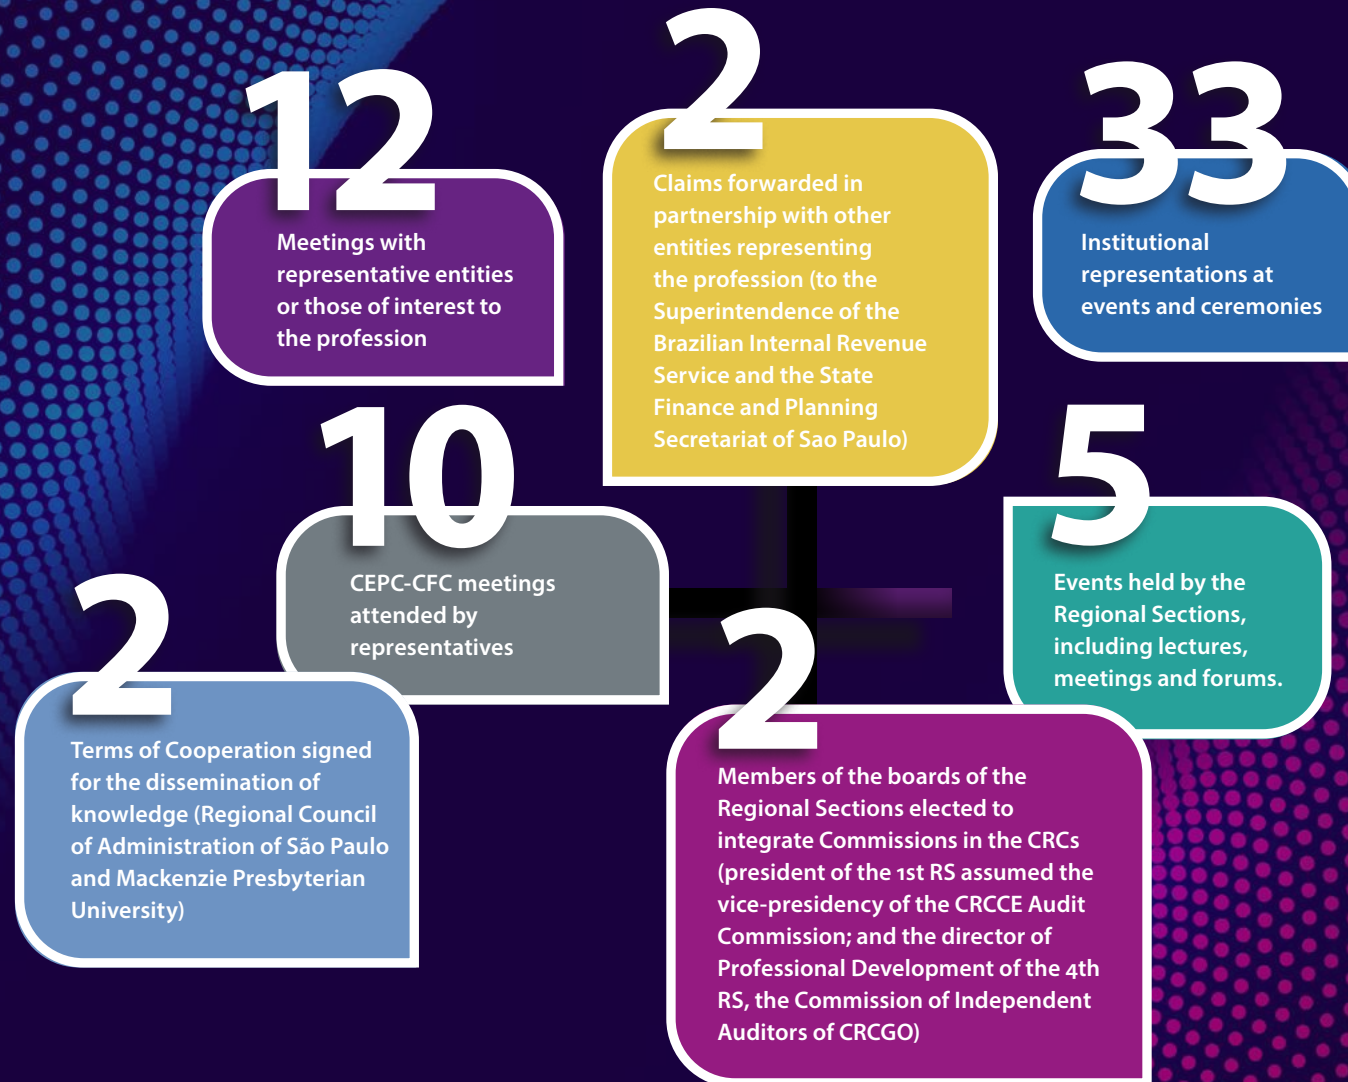 12
Meetings with
representative entities
or those of interest to
the profession
2
Claims forwarded in
partnership with other
entities representing
the profession (to the
Superintendence of the
Brazilian Internal Revenue
Service and the State
Finance and Planning
Secretariat of Sao Paulo)
33
Institutional
representations at
events and ceremonies
10
CEPC-CFC meetings
attended by
representatives
5
Events held by the
Regional Sections,
including lectures,
meetings and forums.
2
Terms of Cooperation signed
for the dissemination of
knowledge (Regional Council
of Administration of São Paulo
and Mackenzie Presbyterian
University)
2
Members of the boards of the
Regional Sections elected to
integrate Commissions in the CRCs
(president of the 1st RS assumed the
vice-presidency of the CRCCE Audit
Commission; and the director of
Professional Development of the 4th
RS, the Commission of Independent
Auditors of CRCGO)